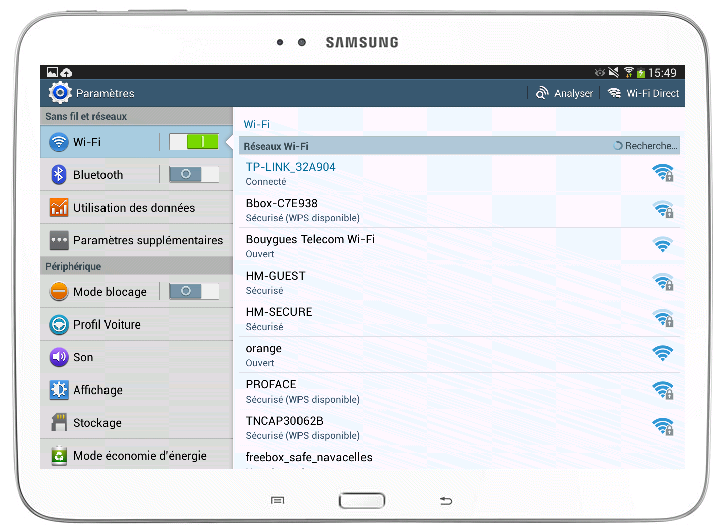 SAMSUNG
15:49
Paramètres
Analyser
Wi-Fi Direct
Sans fil et réseaux
Wi-Fi
Bluetooth
Utilisation des données
Paramètres supplémentaires
Périphérique
Mode blocage
Profil Voiture
Son
Affichage
Stockage
Mode économie d'énergie
Wi-Fi
Réseaux Wi-Fi
Recherche...
TP-LINK_32A904
Connecté
Bbox-C7E938
Sécurisé (WPS disponible)
Bouygues Telecom Wi-Fi
Ouvert
HM-GUEST
Sécurisé
HM-SECURE
Sécurisé
orange
Ouvert
PROFACE
Sécurisé (WPS disponible)
TNCAP30062B
Sécurisé (WPS disponible)
freebox_safe_navacelles